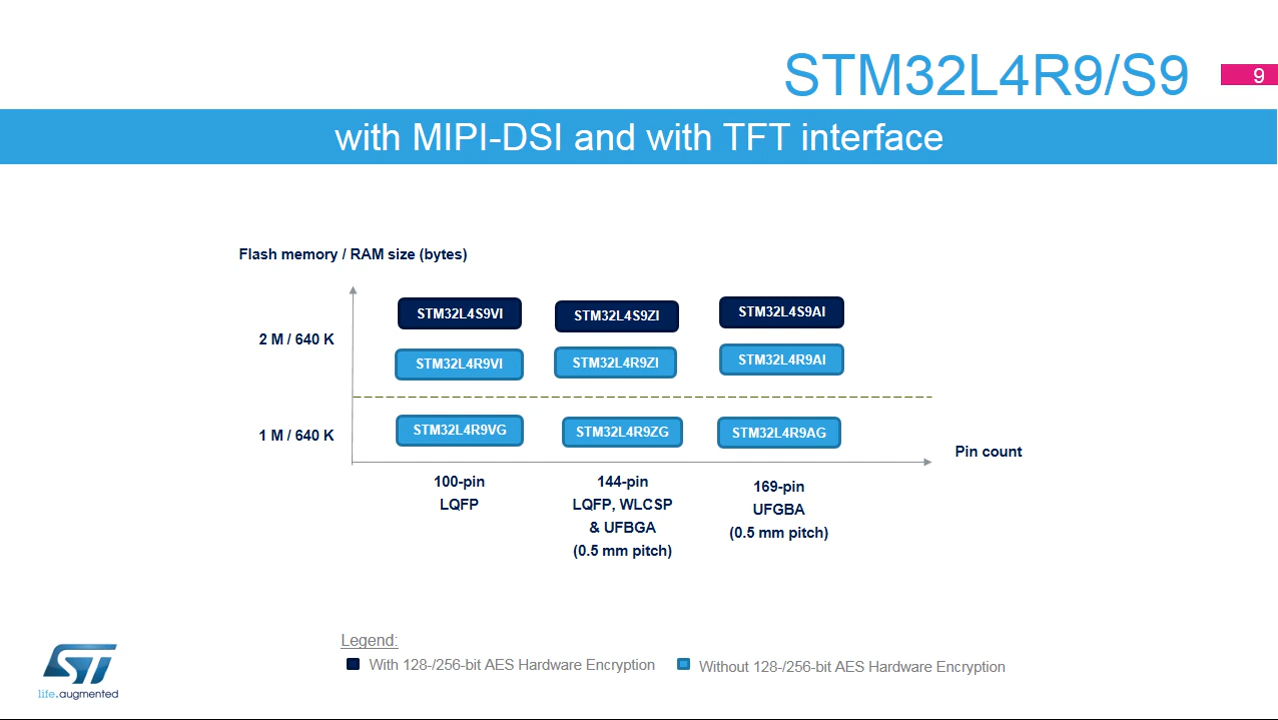 STM32L4R9/S9
9
with MIPI-DSI and with TFT interface
Flash memory / RAM size (bytes)
STM32L4S9VI STM32L4S9ZI STM32L4S9AI
2 M / 640 K
STM32L4R9VI STM32L4R9ZI STM32L4R9AI
1 M / 640 K STM32L4R9VG STM32L4R9ZG STM32L4R9AG
Pin count
100-pin
LQFP
144-pin
LQFP, WLCSP
& UFBGA
(0.5 mm pitch)
169-pin
UFGBA
(0.5 mm pitch)
Legend:
With 128-/256-bit AES Hardware Encryption
Without 128-/256-bit AES Hardware Encryption
ST
life.augmented